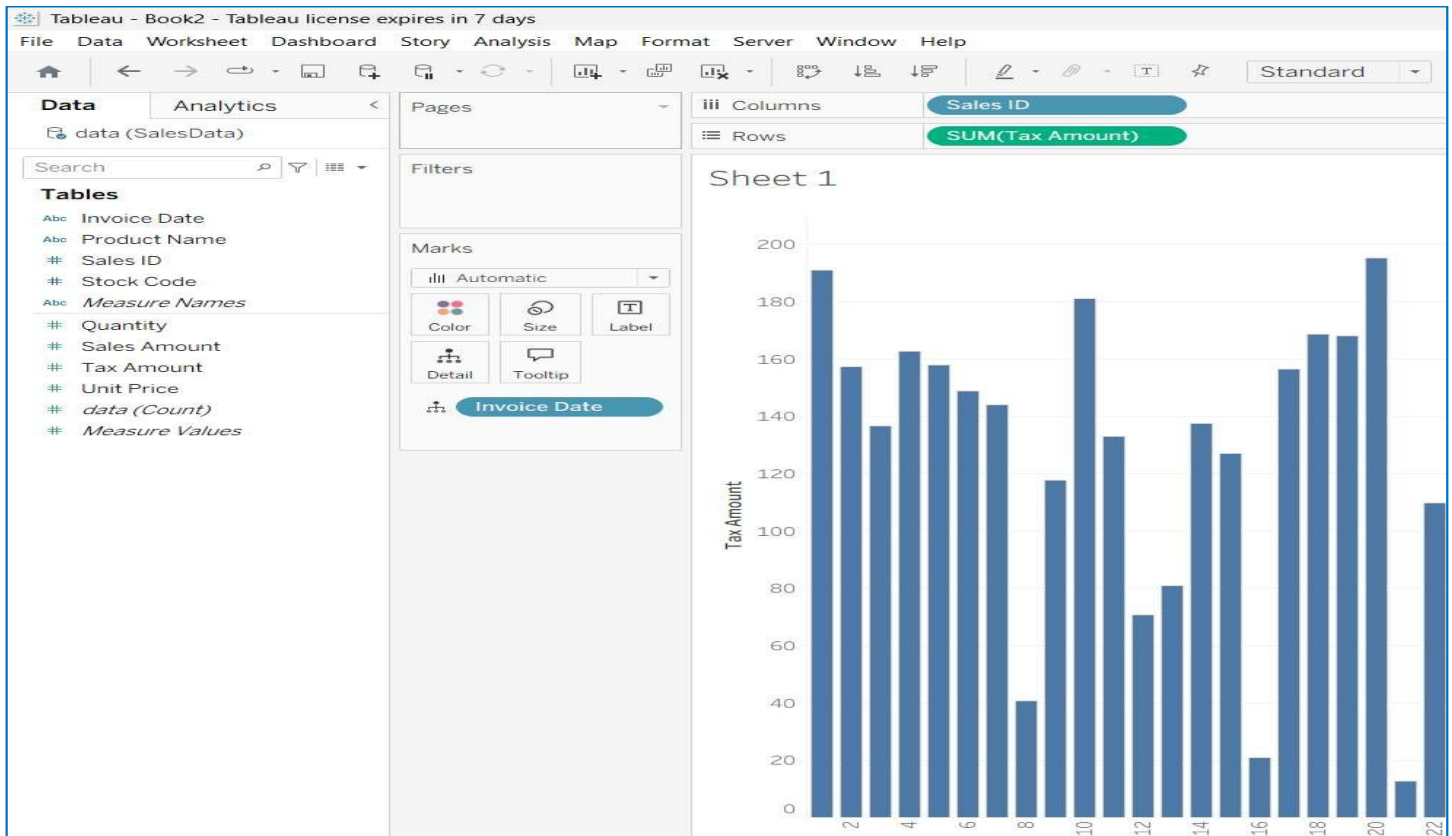 Tableau - Book2 - Tableau license expires in 7 days
File Data Worksheet Dashboard Story Analysis Map Format Server Window Help
T Standard
Data Analytics <
data (SalesData)
Search
Tables
Abc Invoice Date
Abc Product Name
# Sales ID
# Stock Code
Abc Measure Names
# Quantity
# Sales Amount
# Tax Amount
# Unit Price
# data (Count)
# Measure Values
Pages
Filters
Marks
Automatic
Color Size T Label
Detail Tooltip
Invoice Date
iii Columns Sales ID
Rows SUM(Tax Amount)
Sheet 1
Tax Amount
200
180
160
140
120
100
80
60
40
20
0
2 4 6 8 10 12 14 16 18 20 22